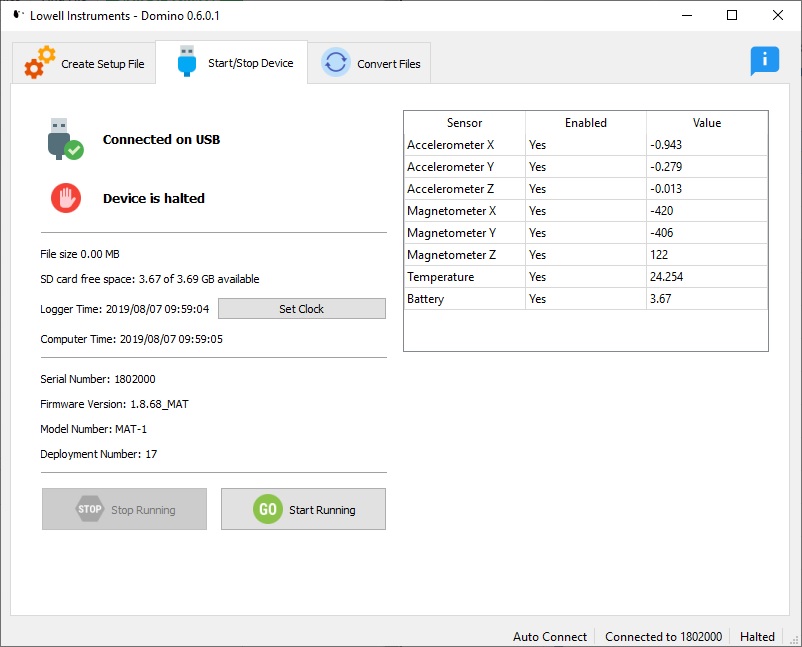 Lowell Instruments - Domino 0.6.0.1
Create Setup File
Start/Stop Device
Convert Files
i
Connected on USB
Device is halted
File size 0.00 MB
SD card free space: 3.67 of 3.69 GB available
Logger Time: 2019/08/07 09:59:04
Set Clock
Computer Time: 2019/08/07 09:59:05
Serial Number: 1802000
Firmware Version: 1.8.68_MAT
Model Number: MAT-1
Deployment Number: 17
STOP Stop Running
GO Start Running
Sensor Enabled Value
Accelerometer X Yes -0.943
Accelerometer Y Yes -0.279
Accelerometer Z Yes -0.013
Magnetometer X Yes -420
Magnetometer Y Yes -406
Magnetometer Z Yes 122
Temperature Yes 24.254
Battery Yes 3.67
Auto Connect Connected to 1802000 Halted